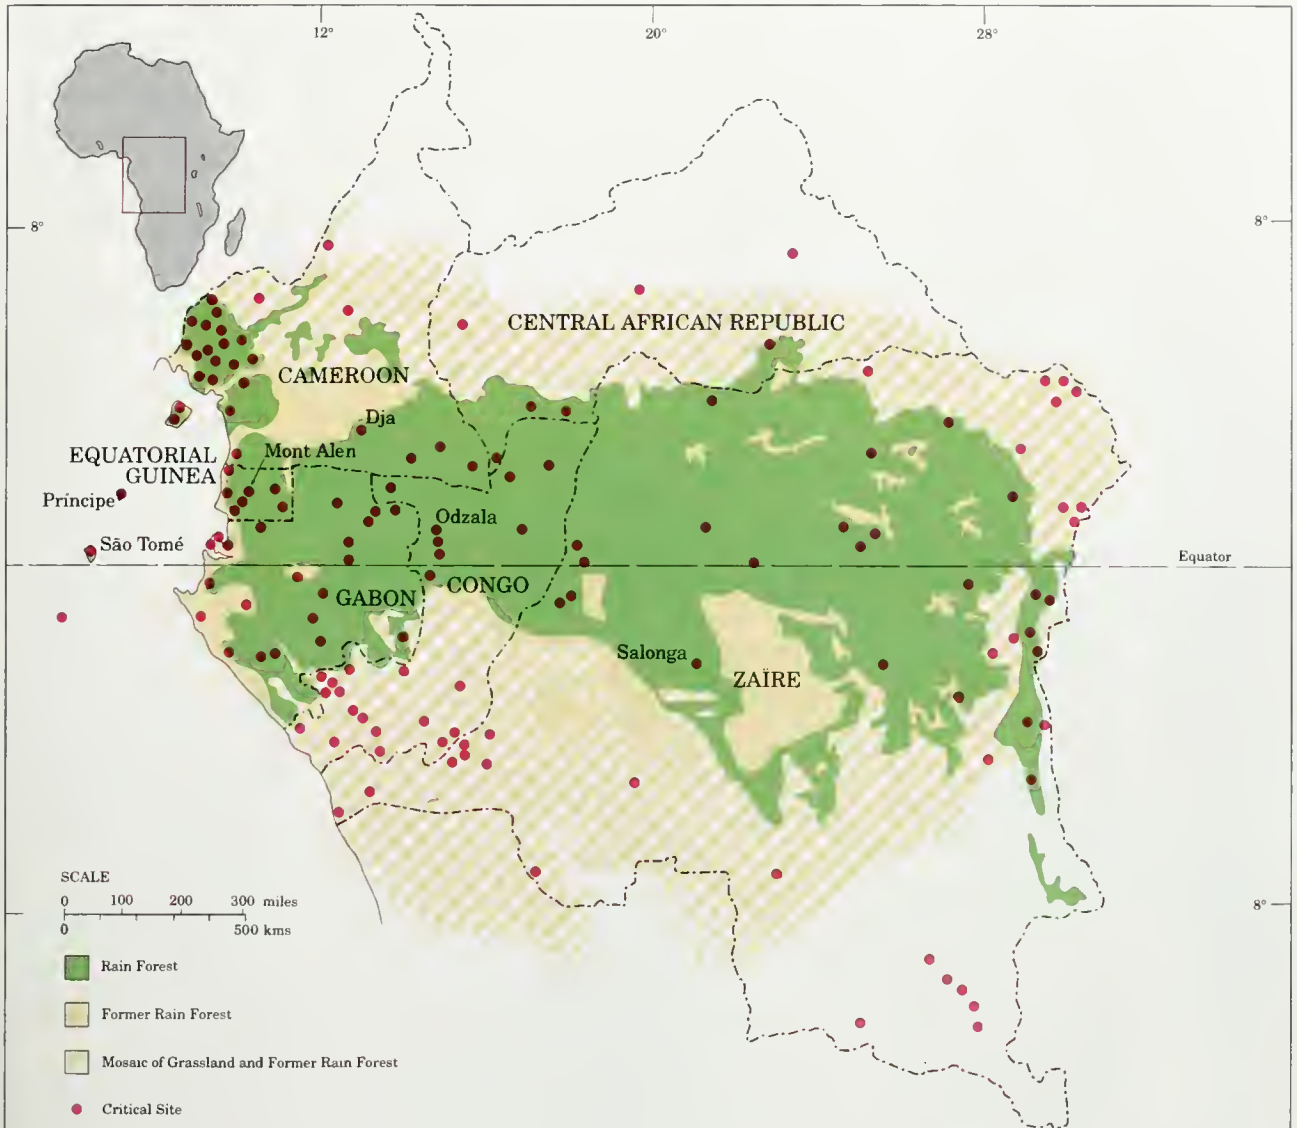 12°
20°
28°
8°
8°
CENTRAL AFRICAN REPUBLIC
CAMEROON
Dja
EQUATORIAL
GUINEA
Mont Alen
Príncipe
Odzala
São Tomé
Equator
CONGO
GABON
Salonga
ZAÏRE
SCALE
0 100 200 300 miles
0 500 kms
8°
Rain Forest
Former Rain Forest
Mosaic of Grassland and Former Rain Forest
Critical Site